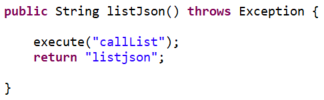 public String listJson() throws Exception {
execute("callList");
return "listjson";
}